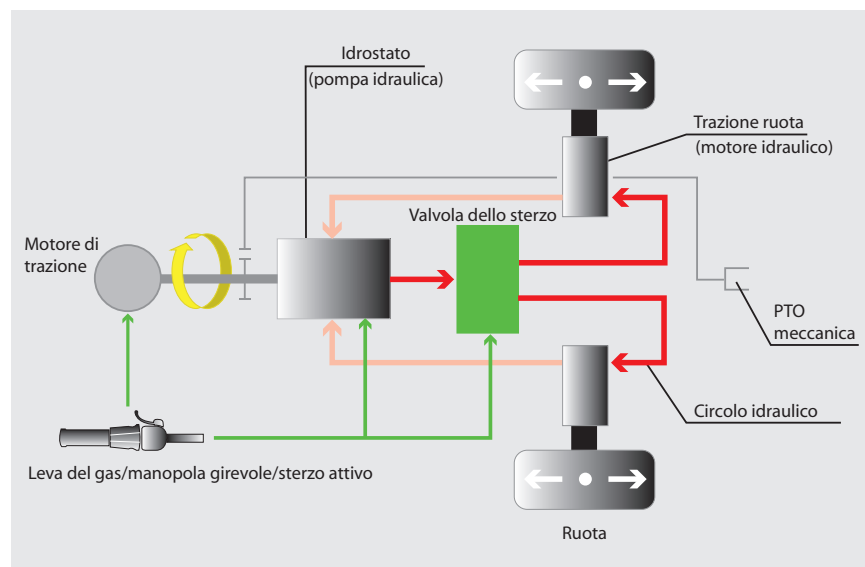 Idrostato
(pompa idraulica)
Trazione ruota
(motore idraulico)
Valvola dello sterzo
Motore di
trazione
PTO
meccanica
Circolo idraulico
Leva del gas/manopola girevole/sterzo attivo
Ruota